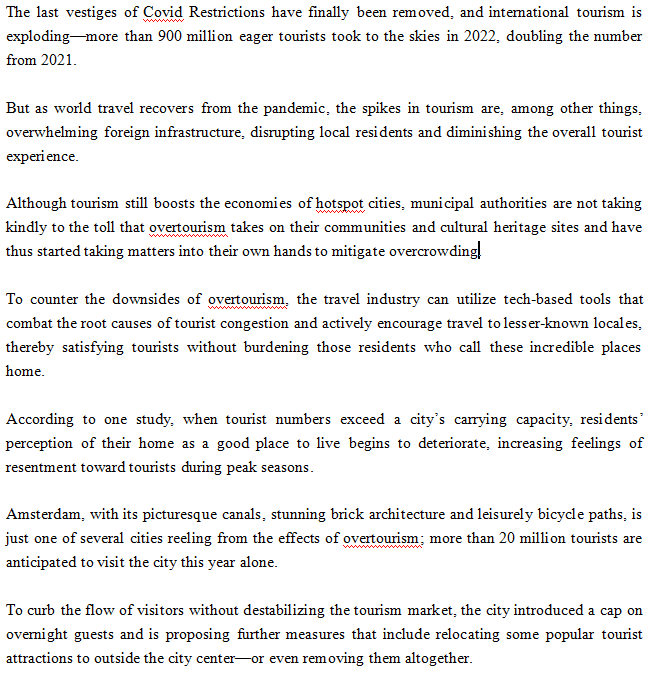 The last vestiges of Covid Restrictions have finally been removed, and international tourism is
exploding—more than 900 million eager tourists took to the skies in 2022, doubling the number
from 2021.
But as world travel recovers from the pandemic, the spikes in tourism are, among other things,
overwhelming foreign infrastructure, disrupting local residents and diminishing the overall tourist
experience.
Although tourism still boosts the economies of hotspot cities, municipal authorities are not taking
kindly to the toll that overtourism takes on their communities and cultural heritage sites and have
thus started taking matters into their own hands to mitigate overcrowding
To counter the downsides of overtourism, the travel industry can utilize tech-based tools that
combat the root causes of tourist congestion and actively encourage travel to lesser-known locales,
thereby satisfying tourists without burdening those residents who call these incredible places
home.
According to one study, when tourist numbers exceed a city's carrying capacity, residents'
perception of their home as a good place to live begins to deteriorate, increasing feelings of
resentment toward tourists during peak seasons.
Amsterdam, with its picturesque canals, stunning brick architecture and leisurely bicycle paths, is
just one of several cities reeling from the effects of overtourism; more than 20 million tourists are
anticipated to visit the city this year alone.
To curb the flow of visitors without destabilizing the tourism market, the city introduced a cap on
overnight guests and is proposing further measures that include relocating some popular tourist
attractions to outside the city center—or even removing them altogether.